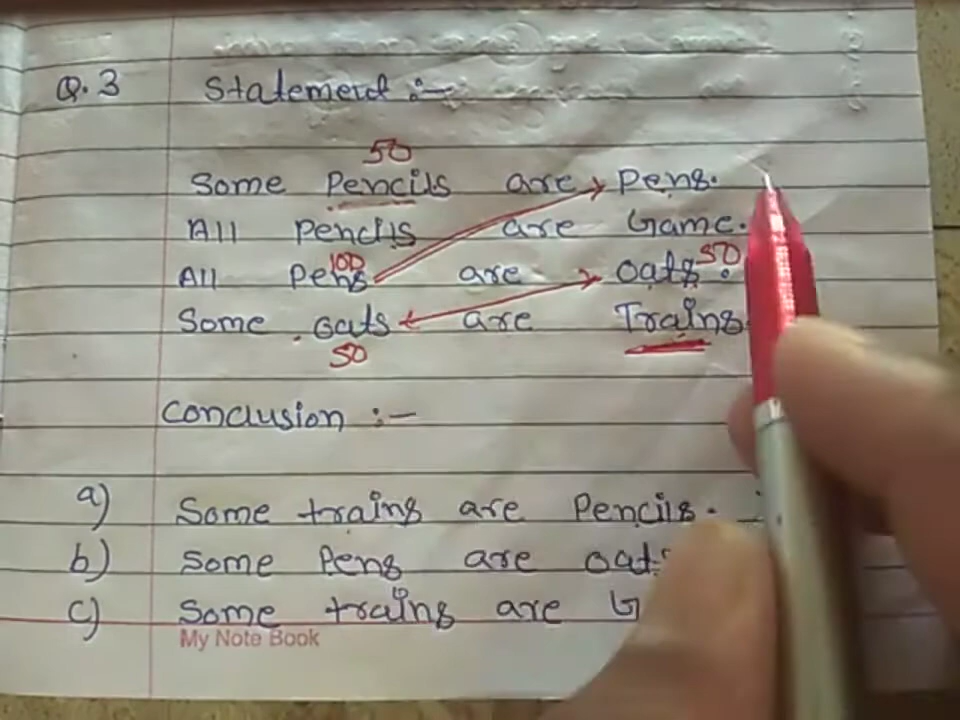 Q.3 Statement :-
50
Some Pencils are Pens.
All Pencils are Game.
100 50
All Pens are oats.
Some oats are Trains
50
Conclusion :-
a) Some trains are Pencils.
b) Some Pens are oats
c) Some trains are G
My Note Book